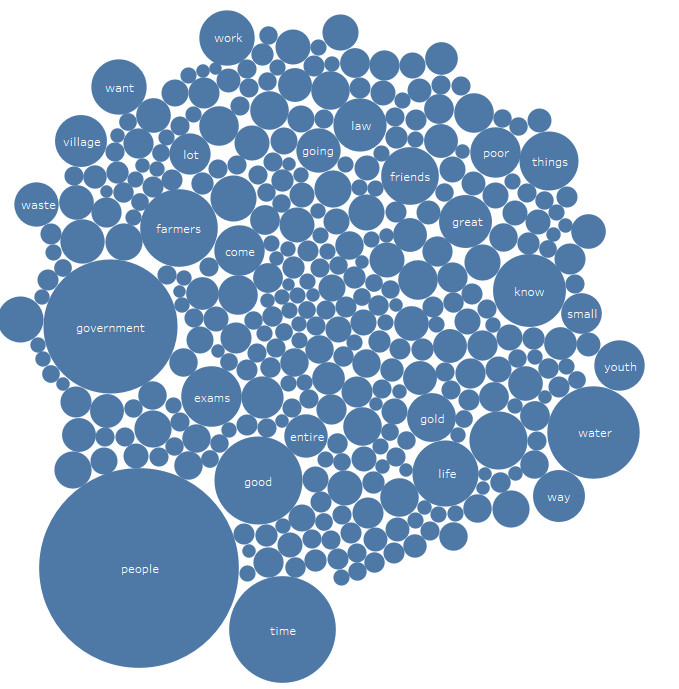 work
want
law
village
going
lot
poor
things
friends
waste
great
farmers
come
know
small
government
youth
exams
gold
water
entire
life
good
way
people
time